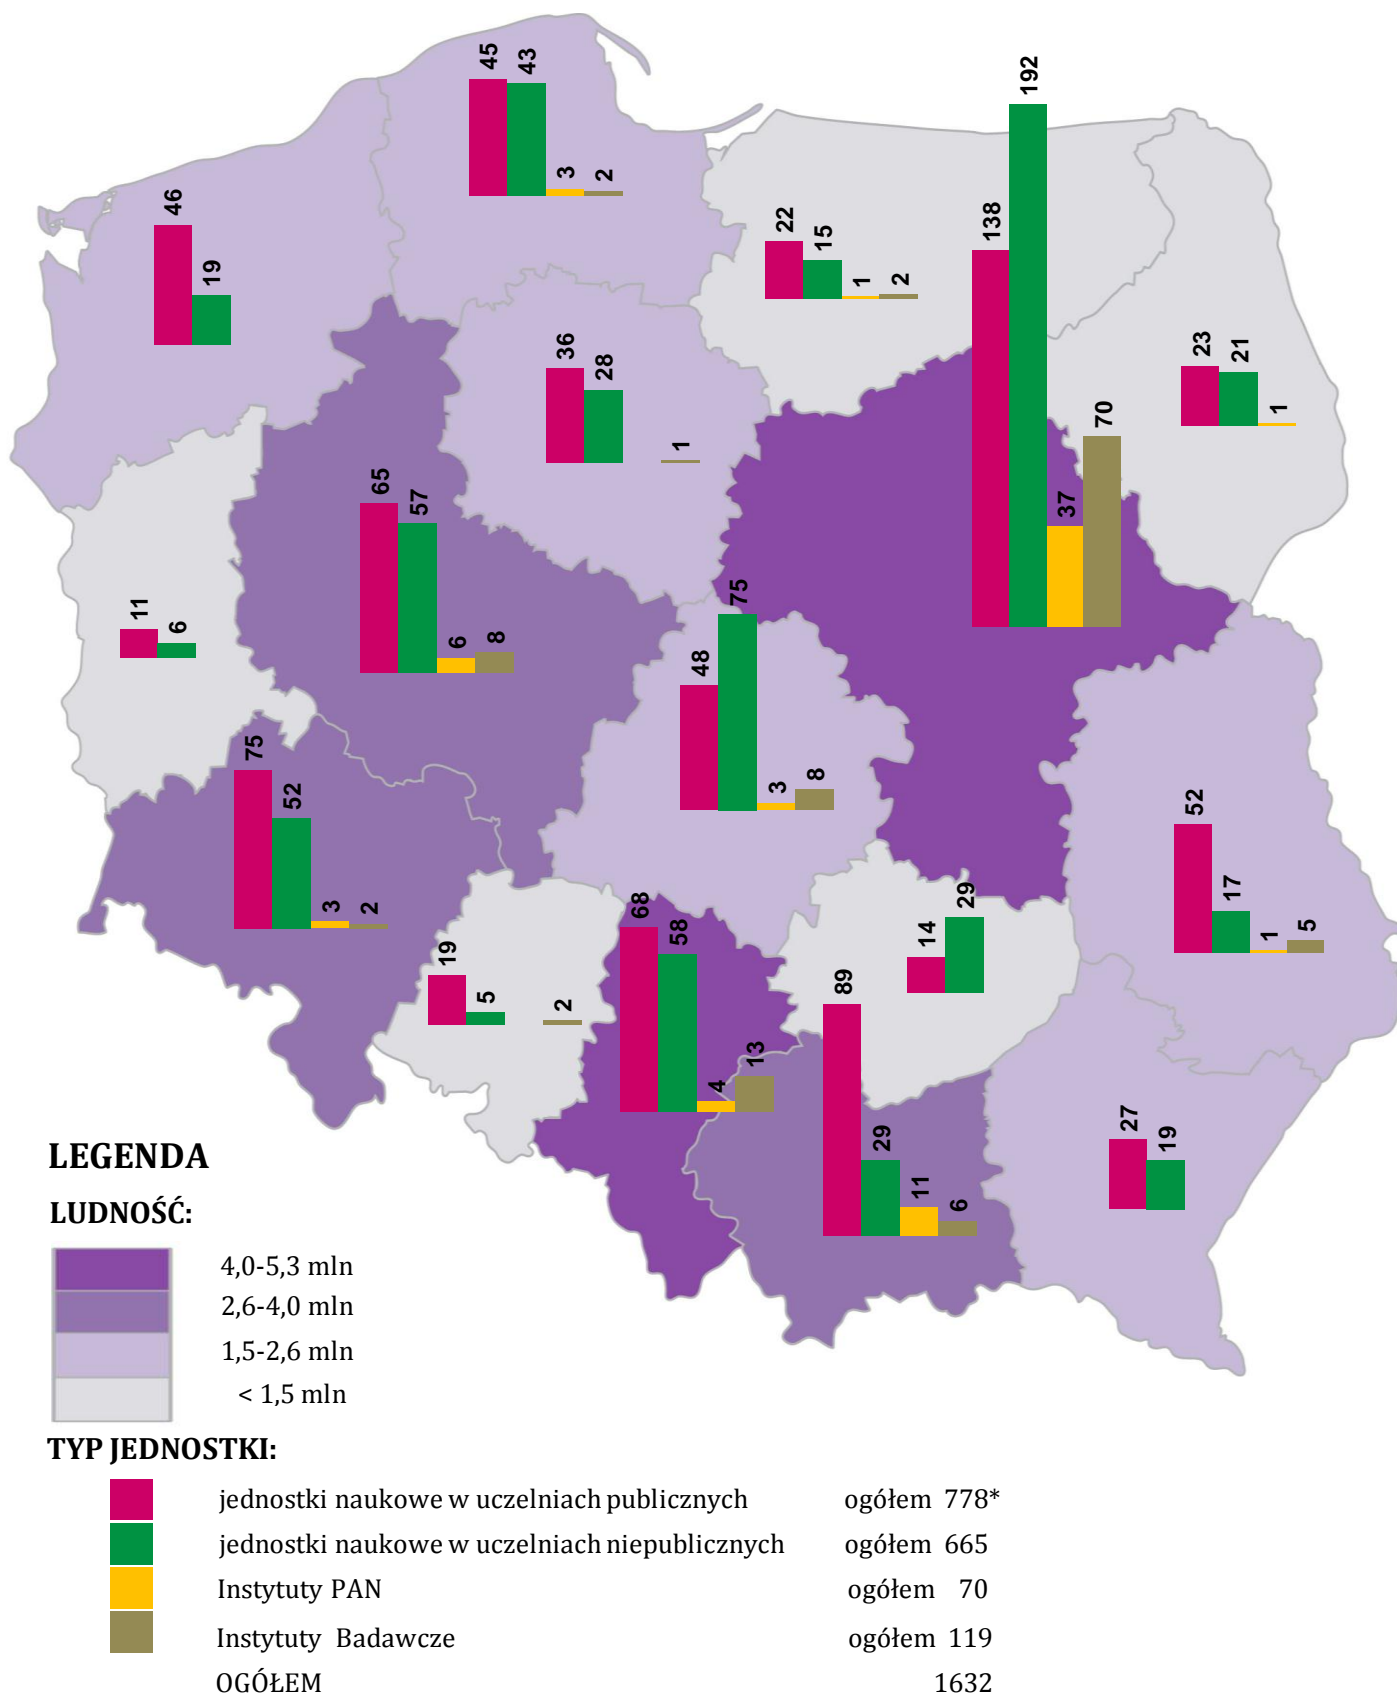 45 43 3 2
192
138
37
70
46 19
22 15 1 2
36 28 1
23 21 1
65 57 6 8
11 6
48 75 3 8
75 52 3 2
52 17 1 5
14 29
19 5 2
68 58 4 13
89 29 11 6
27 19
LEGENDA
LUDNOŚĆ:
4,0-5,3 mln
2,6-4,0 mln
1,5-2,6 mln
< 1,5 mln
TYP JEDNOSTKI:
jednostki naukowe w uczelniach publicznych ogółem 778*
jednostki naukowe w uczelniach niepublicznych ogółem 665
Instytuty PAN ogółem 70
Instytuty Badawcze ogółem 119
OGÓŁEM 1632